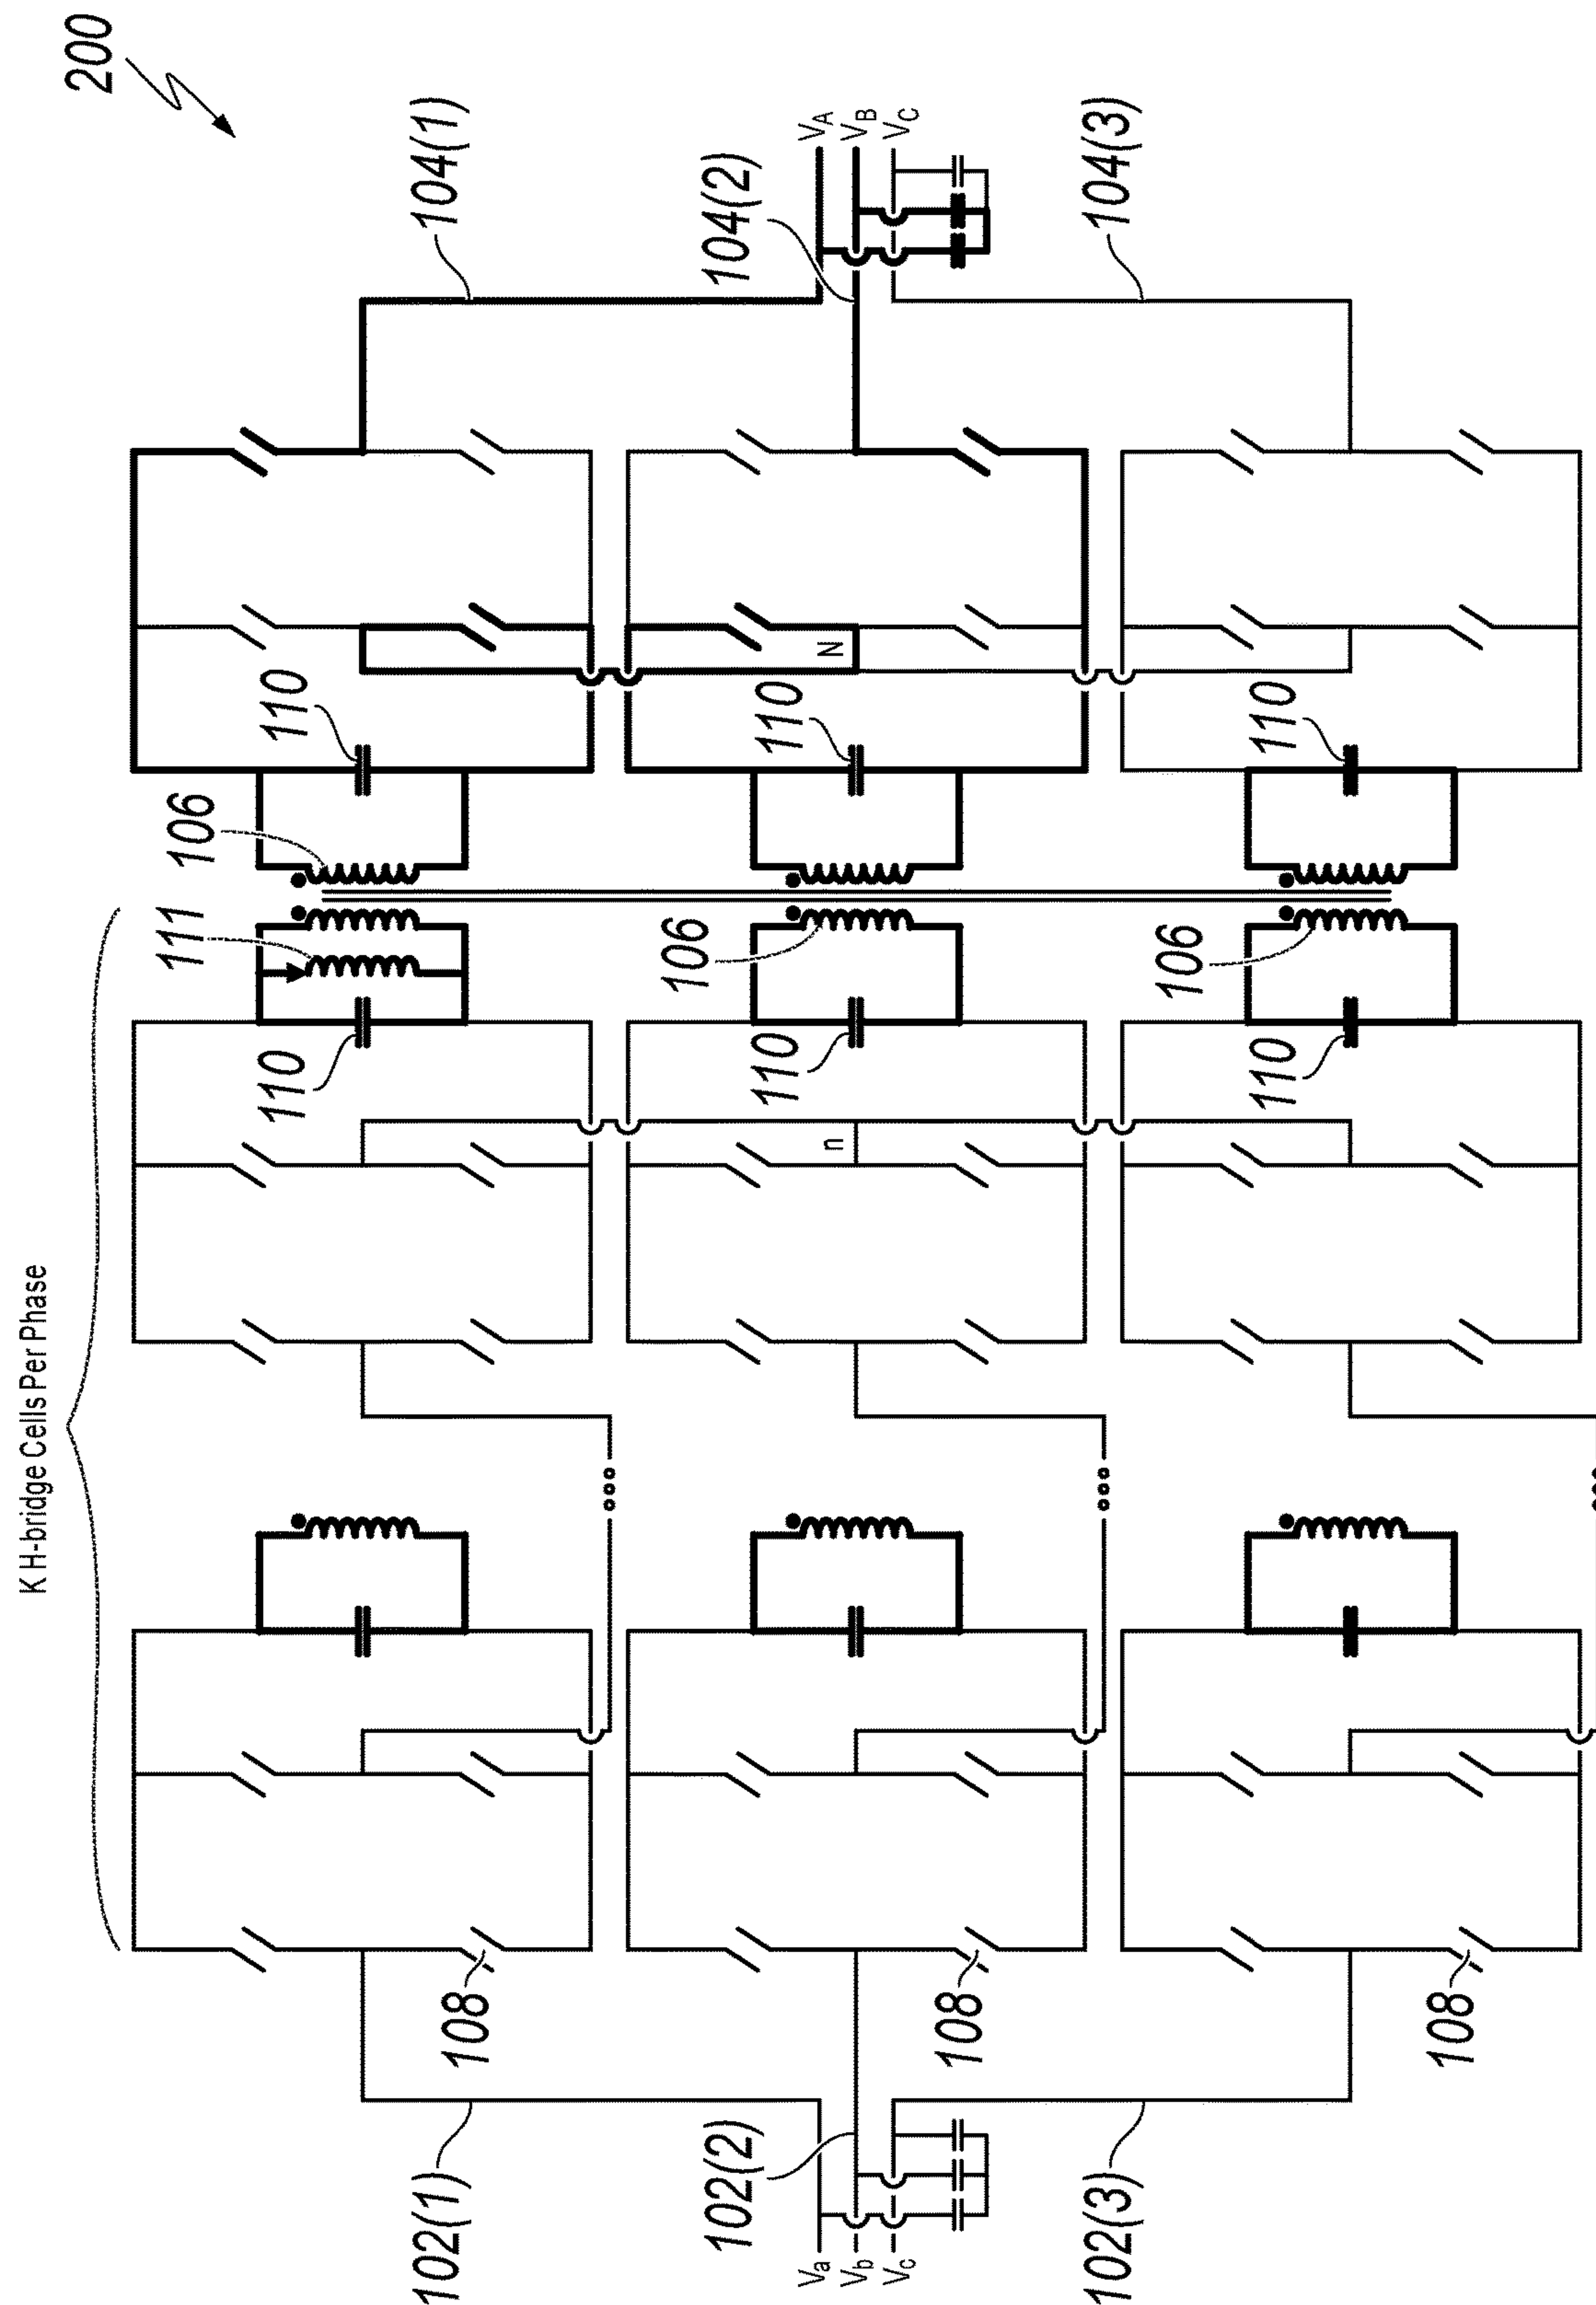 200
K H-bridge Cells Per Phase
102(1)
102(2)
102(3)
Va
Vb
Vc
108
108
108
110
110
110
111
106
106
106
n
110
110
110
N
104(1)
104(2)
104(3)
VA
VB
VC